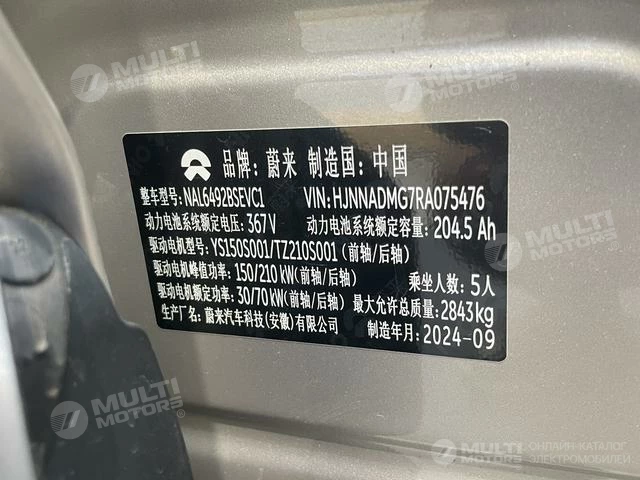 品牌: 蔚来 制造国: 中国
整车型号: NAL6492BSEVC1 VIN: HJNNADMG7RA075476
动力电池系统额定电压: 367V 动力电池系统额定容量: 204.5 Ah
驱动电机型号: YS150S001/TZ210S001 (前轴/后轴)
驱动电机峰值功率: 150/210 kW(前轴/后轴) 乘坐人数: 5人
驱动电机额定功率: 30/70 kW(前轴/后轴) 最大允许总质量: 2843kg
生产厂名: 蔚来汽车科技(安徽)有限公司 制造年月: 2024-09
MULTI MOTORS®
MULTI MOTORS®
MULTI MOTORS®
MULTI MOTORS®
MULTI MOTORS
ОНЛАЙН-КАТАЛОГ
ЭЛЕКТРОМОБИЛЕЙ